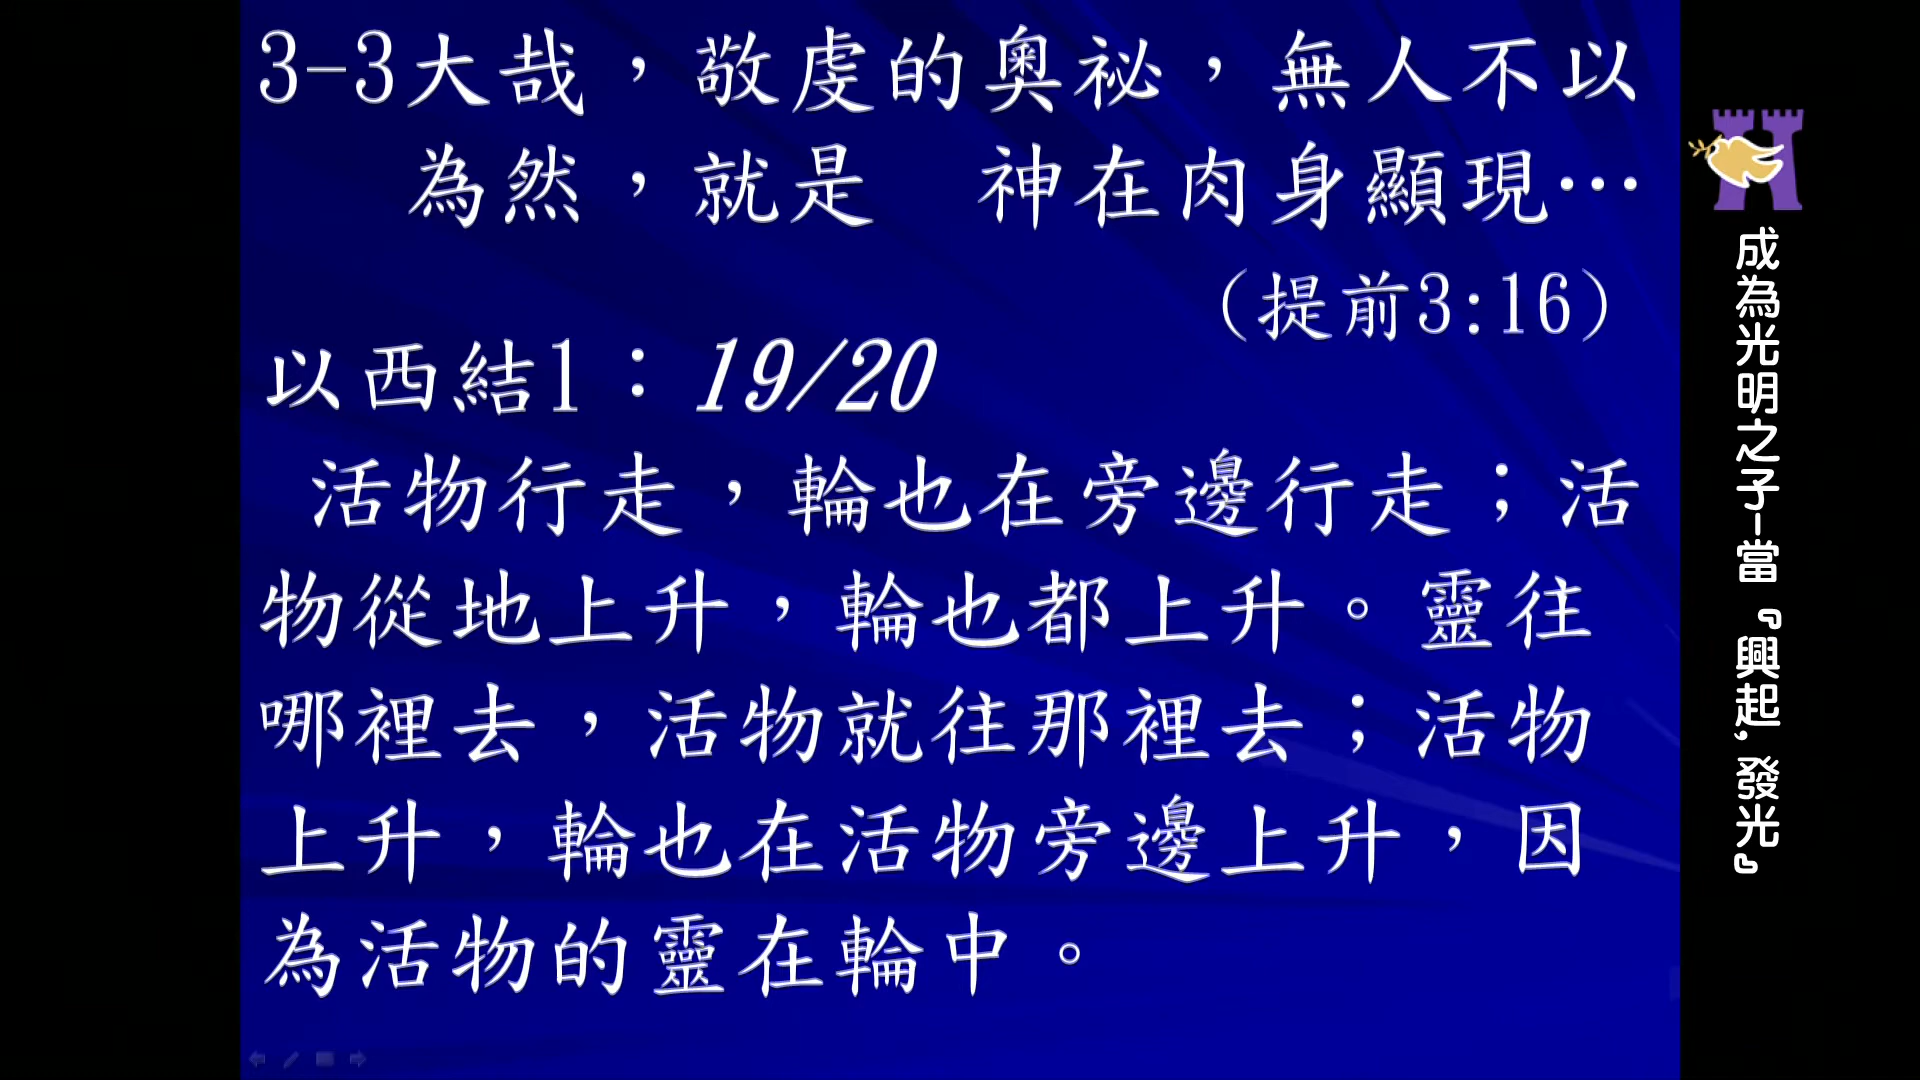 3-3大哉，敬虔的奧祕，無人不以
為然，就是　神在肉身顯現…
(提前3:16)
以西結1：19/20
活物行走，輪也在旁邊行走；活
物從地上升，輪也都上升。靈往
哪裡去，活物就往那裡去；活物
上升，輪也在活物旁邊上升，因
為活物的靈在輪中。
成為光明之子-當『興起,發光』